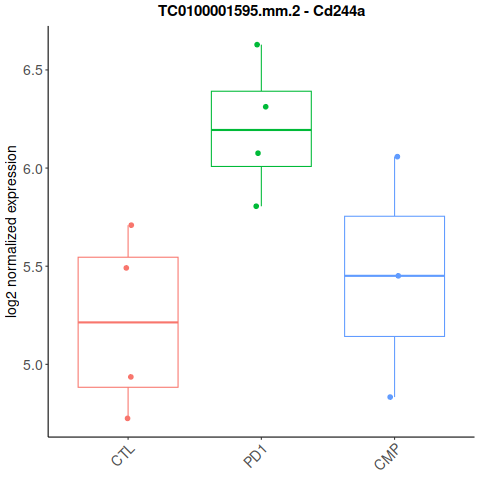 TC0100001595.mm.2 - Cd244a
log2 normalized expression
6.5
6.0
5.5
5.0
CTL
PD1
CMP